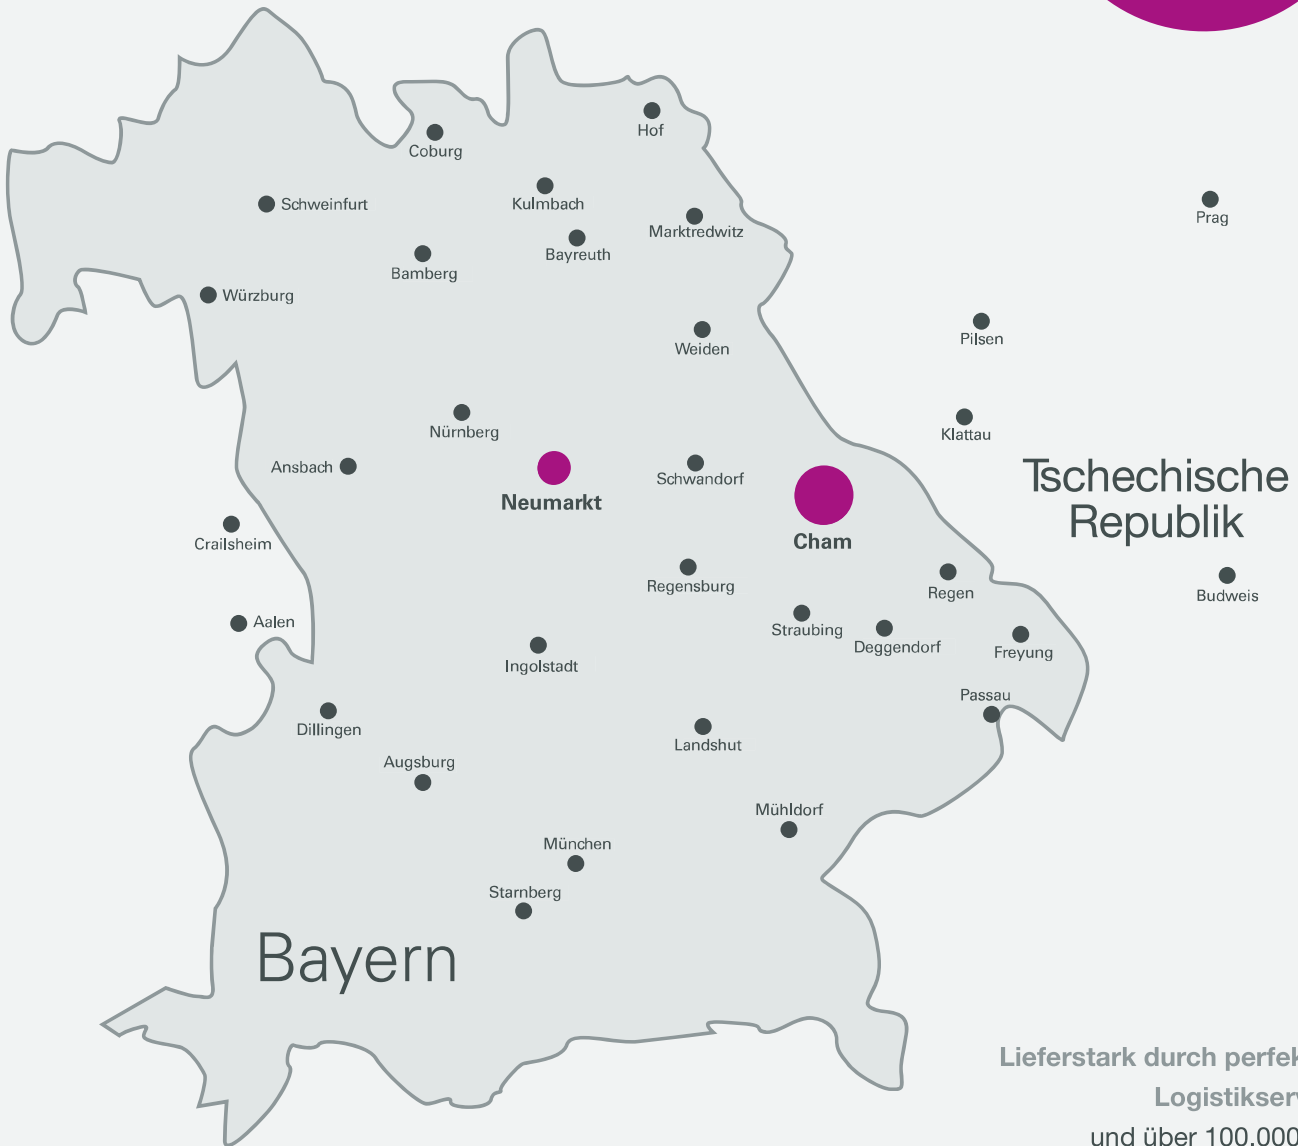 Hof
Coburg
Kulmbach
Schweinfurt
Prag
Marktredwitz
Bayreuth
Bamberg
Würzburg
Pilsen
Weiden
Nürnberg
Klattau
Ansbach
Schwandorf
Tschechische
Republik
Neumarkt
Cham
Crailsheim
Regensburg
Regen
Budweis
Aalen
Straubing
Deggendorf
Freyung
Ingolstadt
Passau
Dillingen
Landshut
Augsburg
Mühldorf
München
Starnberg
Bayern
Lieferstark durch perfek
Logistikserv
und über 100.000